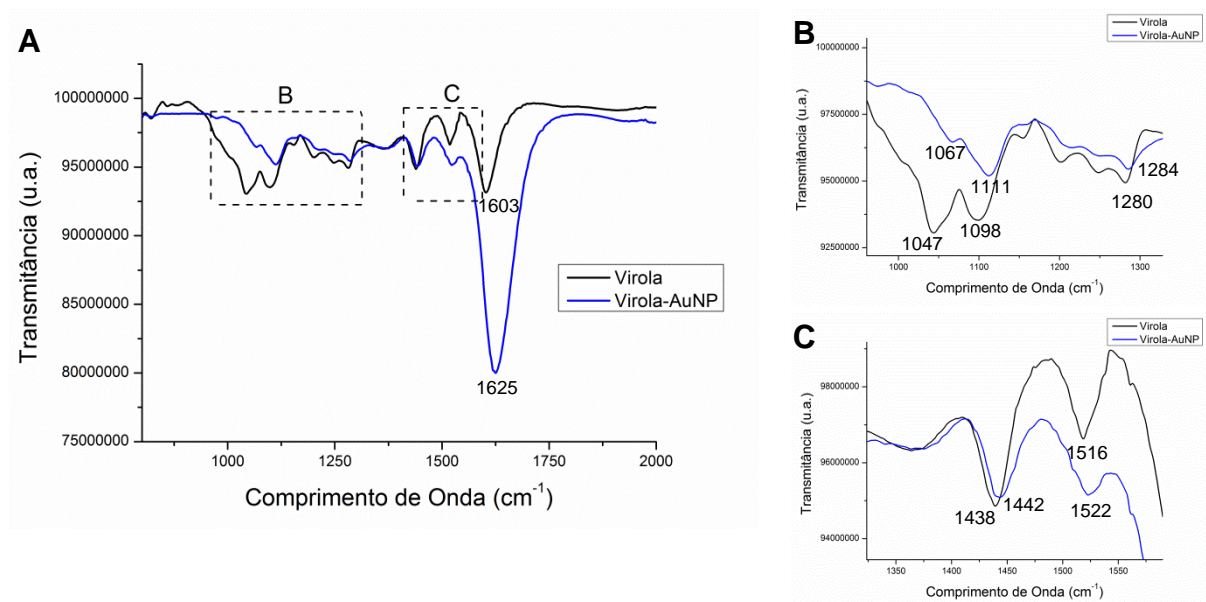 A
B
C
100000000
95000000
90000000
85000000
80000000
75000000
1603
1625
Virola
Virola-AuNP
1000
1250
1500
1750
2000
Transmitância (u.a.)
Comprimento de Onda (cm-1)
B
Virola
Virola-AuNP
100000000
97500000
95000000
92500000
1067
1111
1284
1280
1047
1098
1000
1100
1200
1300
Transmitância (u.a.)
Comprimento de Onda (cm-1)
C
Virola
Virola-AuNP
98000000
96000000
94000000
1516
1442
1438
1522
1350
1400
1450
1500
1550
Transmitância (u.a.)
Comprimento de Onda (cm-1)